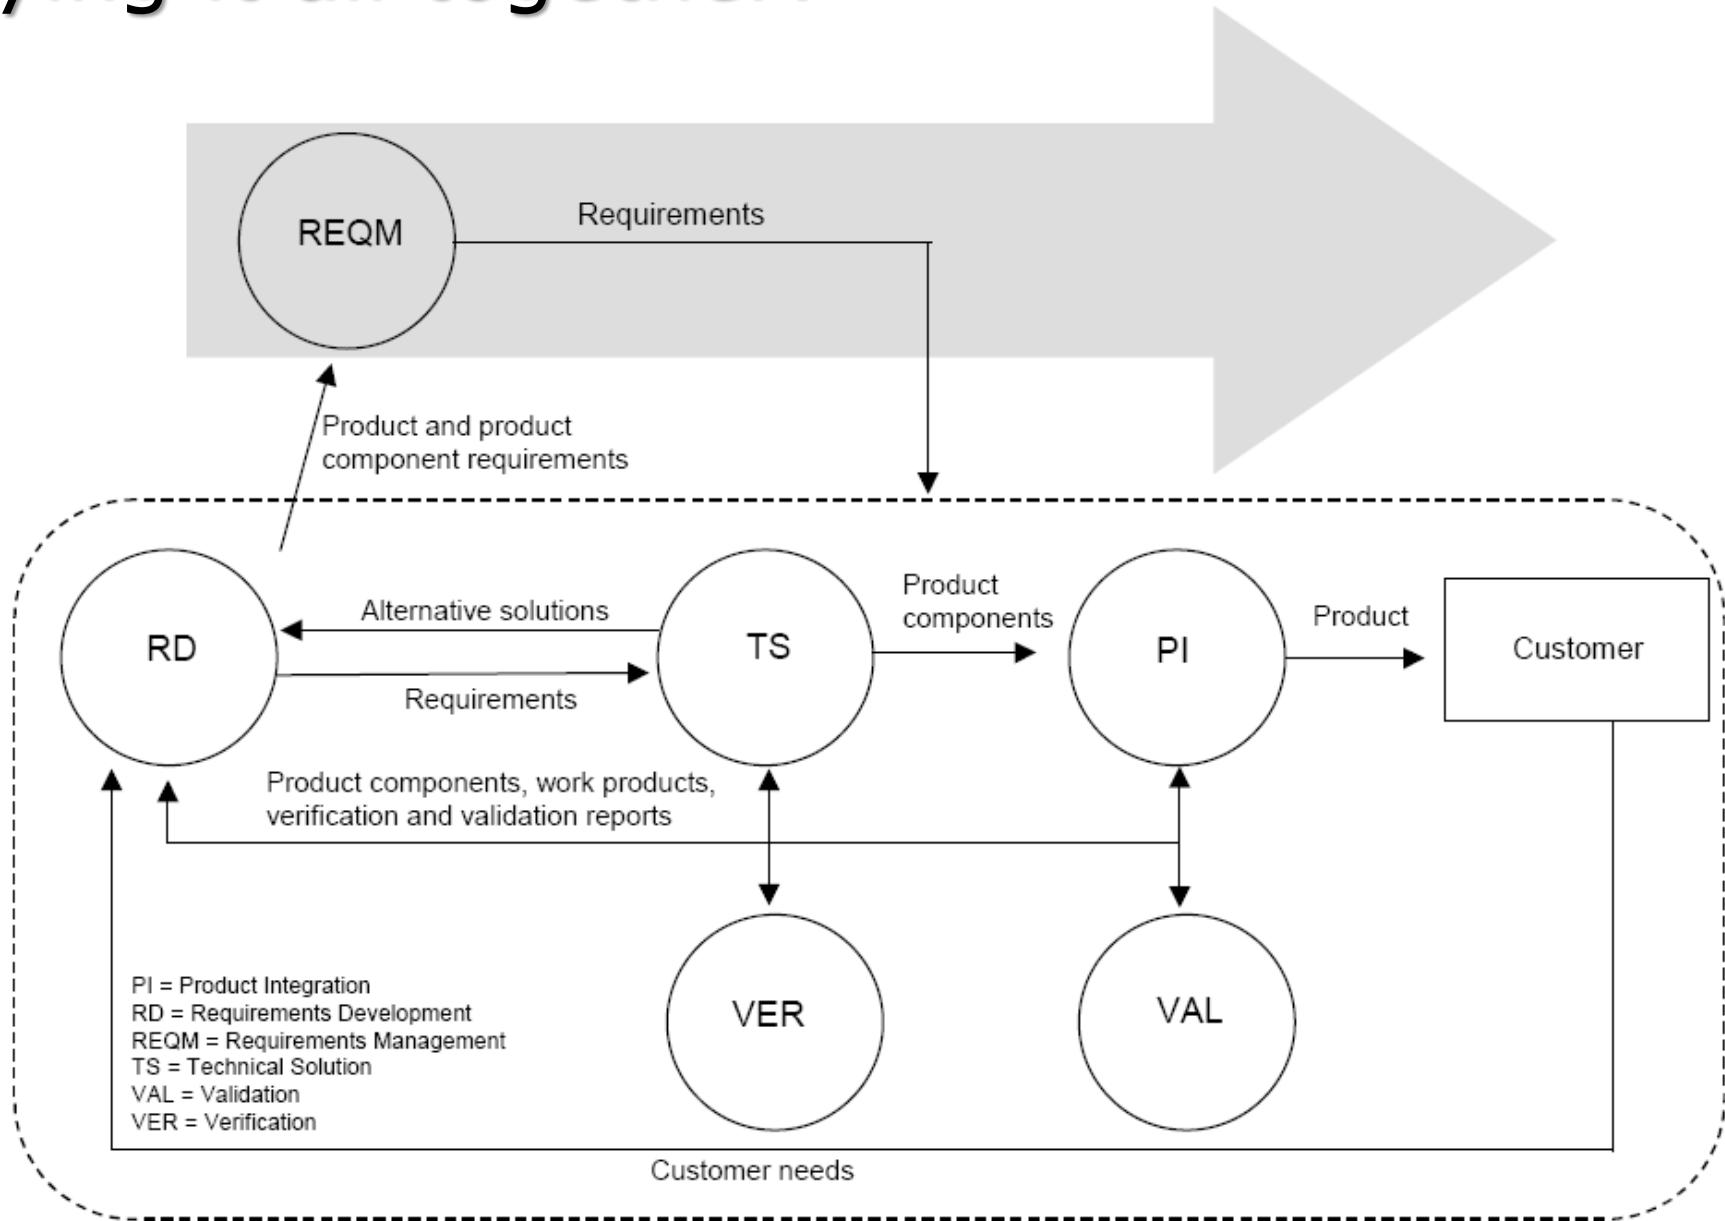 REQM
Requirements
Product and product
component requirements
RD
Alternative solutions
Requirements
TS
Product
components
PI
Product
Customer
Product components, work products,
verification and validation reports
VER
VAL
PI = Product Integration
RD = Requirements Development
REQM = Requirements Management
TS = Technical Solution
VAL = Validation
VER = Verification
Customer needs